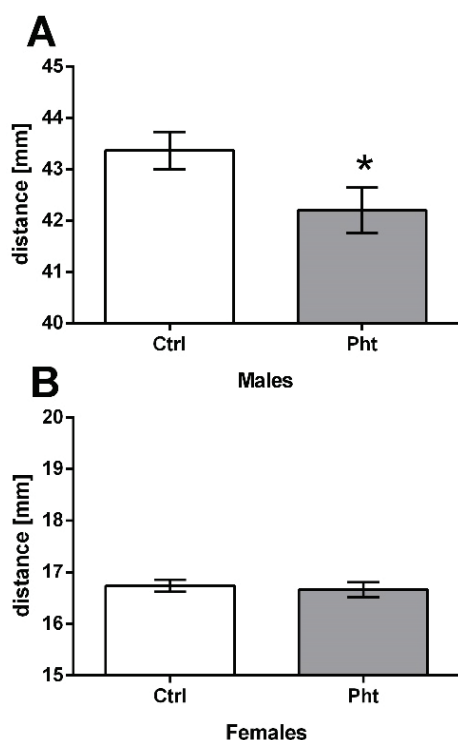 A
distance [mm]
45
44
43
42
41
40
*
Ctrl
Pht
Males
B
distance [mm]
20
19
18
17
16
15
Ctrl
Pht
Females